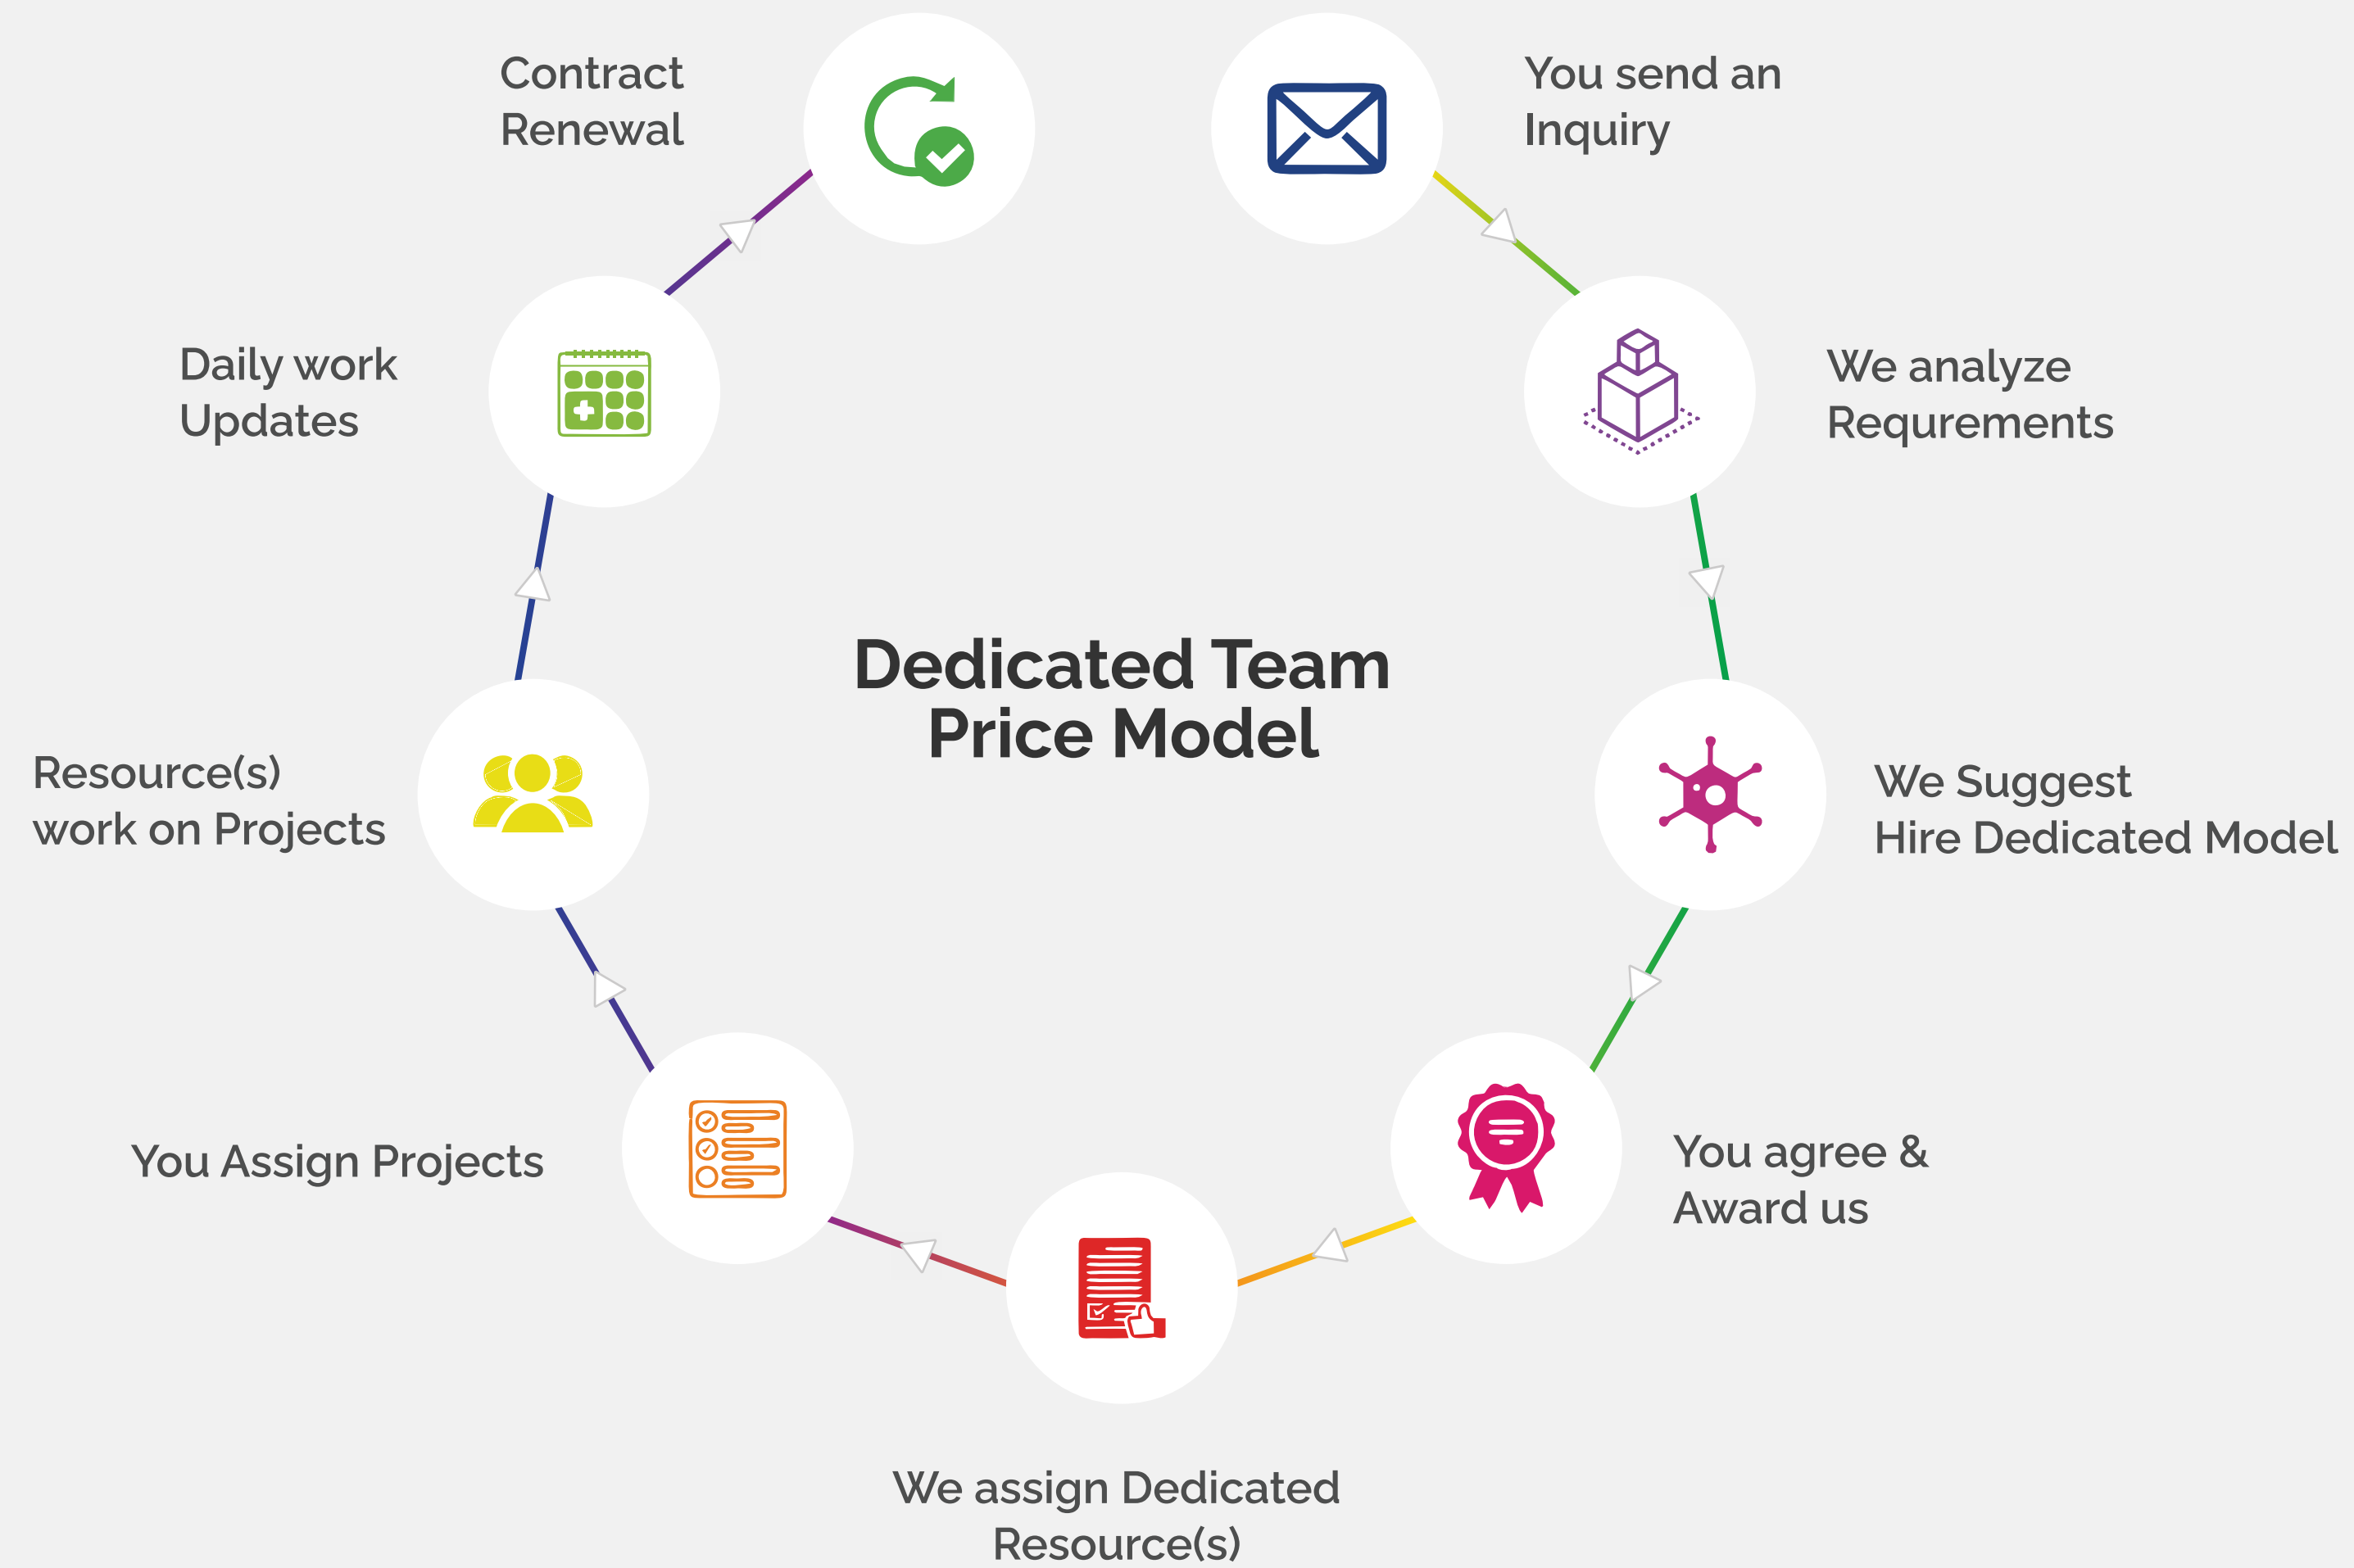 Contract
Renewal
You send an
Inquiry
Daily work
Updates
We analyze
Requrements
Dedicated Team
Price Model
Resource(s)
work on Projects
We Suggest
Hire Dedicated Model
You Assign Projects
You agree &
Award us
We assign Dedicated
Resource(s)